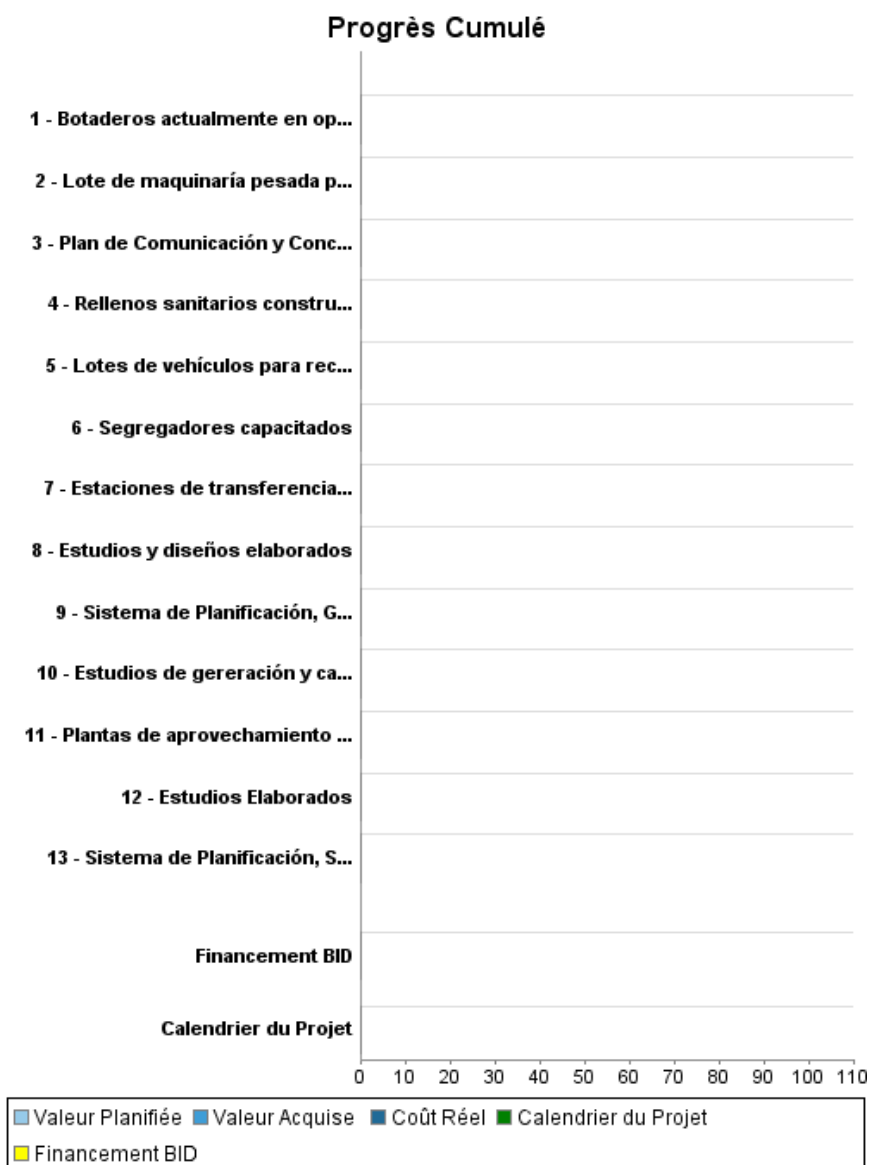 Progrès Cumulé
1 - Botaderos actualmente en op...
2 - Lote de maquinaría pesada p...
3 - Plan de Comunicación y Conc...
4 - Rellenos sanitarios constru...
5 - Lotes de vehículos para rec...
6 - Segregadores capacitados
7 - Estaciones de transferencia...
8 - Estudios y diseños elaborados
9 - Sistema de Planificación, G...
10 - Estudios de gereración y ca...
11 - Plantas de aprovechamiento ...
12 - Estudios Elaborados
13 - Sistema de Planificación, S...
Financement BID
Calendrier du Projet
0 10 20 30 40 50 60 70 80 90 100 110
Valeur Planifiée Valeur Acquise Coût Réel Calendrier du Projet
Financement BID